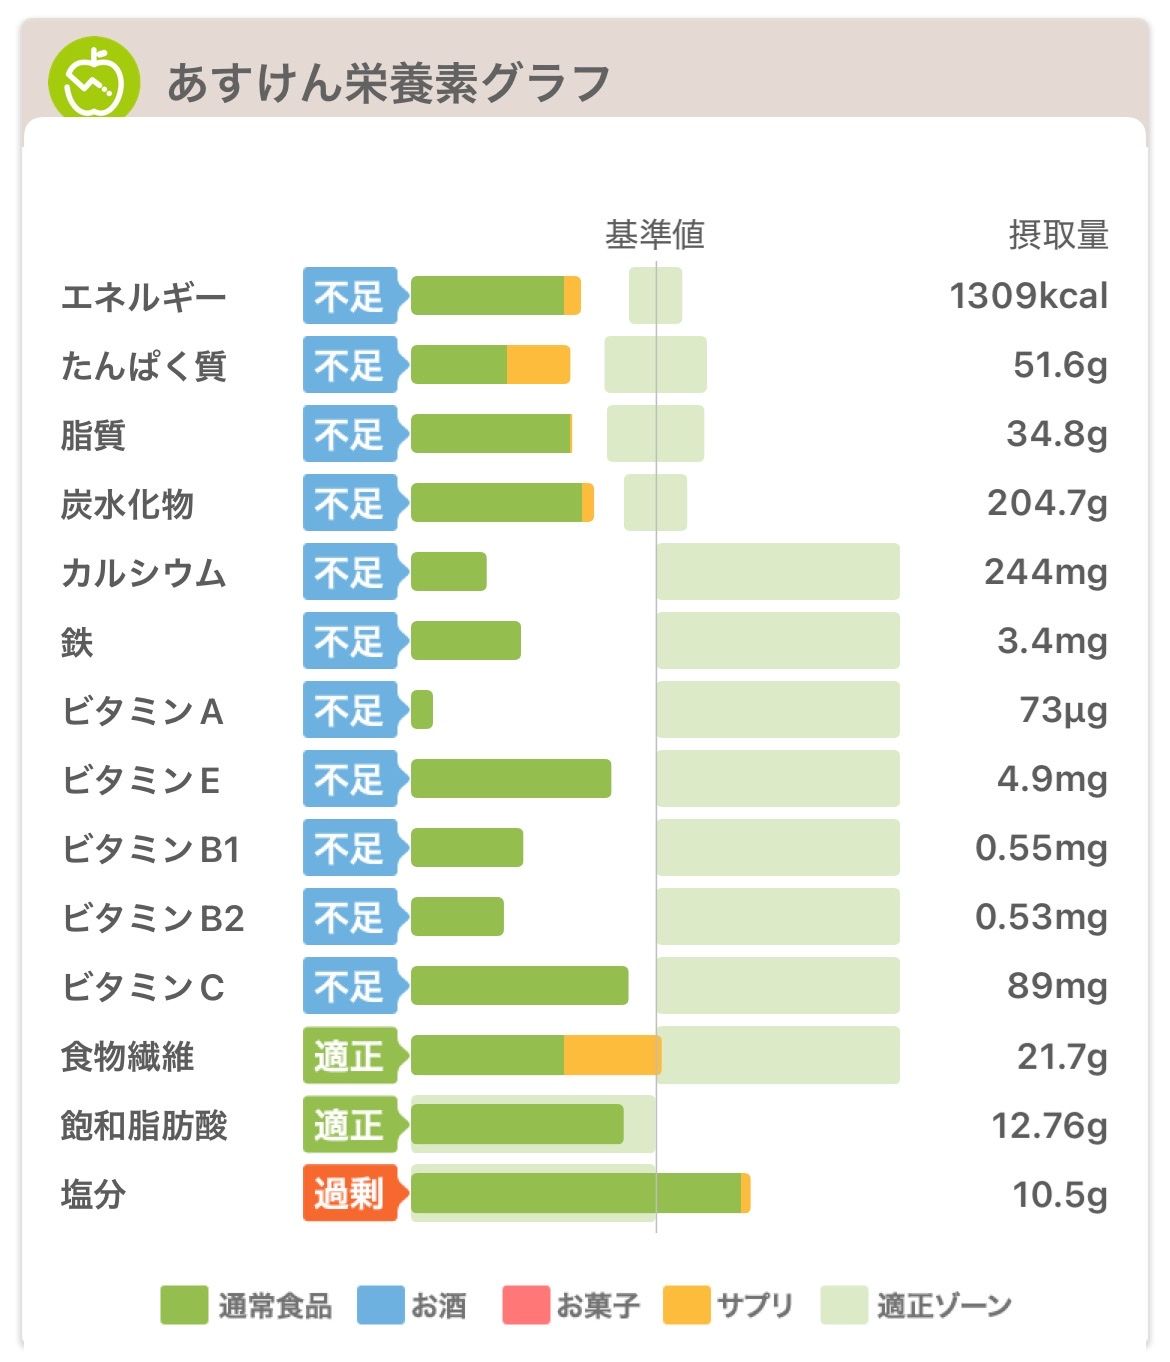 あすけん栄養素グラフ
基準値 摂取量
エネルギー 不足 1309kcal
たんぱく質 不足 51.6g
脂質 不足 34.8g
炭水化物 不足 204.7g
カルシウム 不足 244mg
鉄 不足 3.4mg
ビタミンA 不足 73μg
ビタミンE 不足 4.9mg
ビタミンB1 不足 0.55mg
ビタミンB2 不足 0.53mg
ビタミンC 不足 89mg
食物繊維 適正 21.7g
飽和脂肪酸 適正 12.76g
塩分 過剰 10.5g
通常食品 お酒 お菓子 サプリ 適正ゾーン